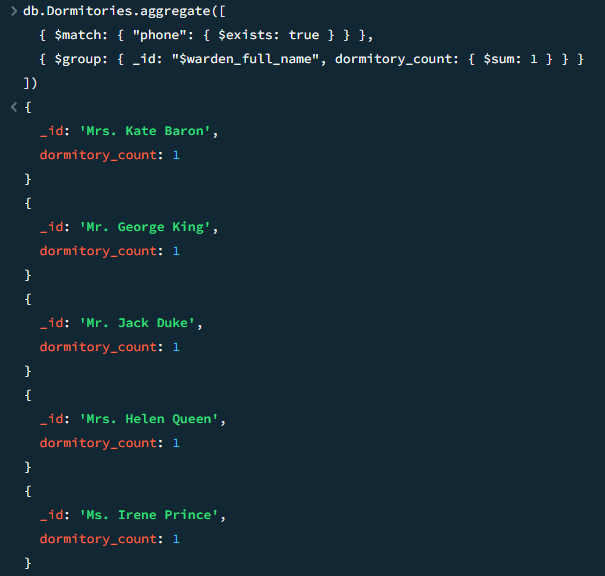 db.Dormitories.aggregate([
{ $match: { "phone": { $exists: true } } },
{ $group: { _id: "$warden_full_name", dormitory_count: { $sum: 1 } } }
])
{
_id: 'Mrs. Kate Baron',
dormitory_count: 1
}
{
_id: 'Mr. George King',
dormitory_count: 1
}
{
_id: 'Mr. Jack Duke',
dormitory_count: 1
}
{
_id: 'Mrs. Helen Queen',
dormitory_count: 1
}
{
_id: 'Ms. Irene Prince',
dormitory_count: 1
}